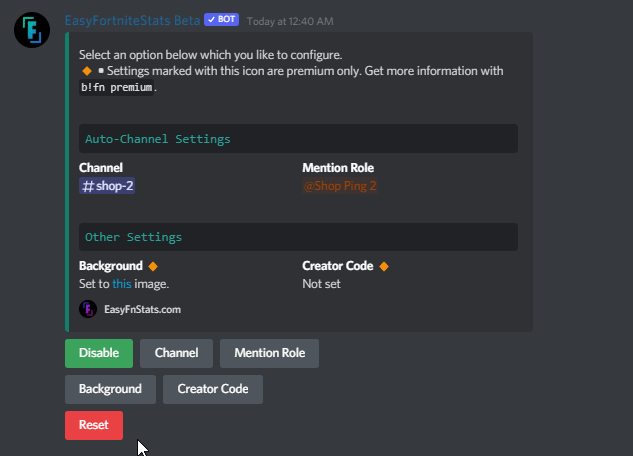 EasyFortniteStats Beta ✓ BOT Today at 12:40 AM
Select an option below which you like to configure.
🔸▪Settings marked with this icon are premium only. Get more information with
b!fn premium.
Auto-Channel Settings
Channel Mention Role
#shop-2 @Shop Ping 2
Other Settings
Background 🔸 Creator Code 🔸
Set to this image. Not set
EasyFnStats.com
Disable Channel Mention Role
Background Creator Code
Reset